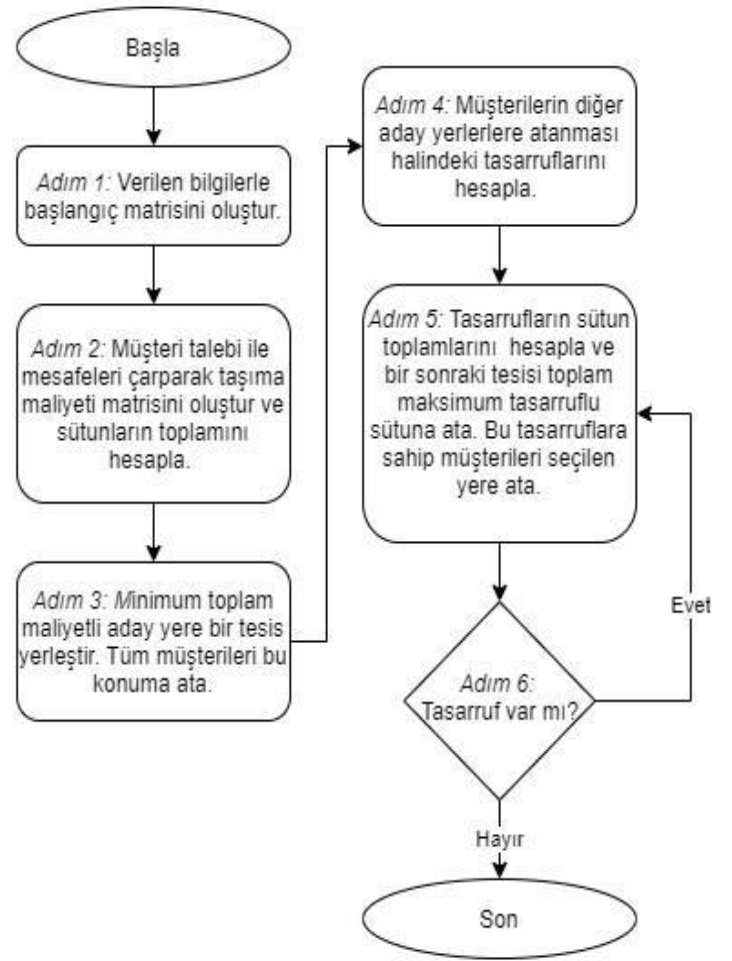 Başla
Adım 1: Verilen bilgilerle
başlangıç matrisini oluştur.
Adım 2: Müşteri talebi ile
mesafeleri çarparak taşıma
maliyeti matrisini oluştur ve
sütunların toplamını
hesapla.
Adım 3: Minimum toplam
maliyetli aday yere bir tesis
yerleştir. Tüm müşterileri bu
konuma ata.
Adım 4: Müşterilerin diğer
aday yerlerlere atanması
halindeki tasarruflarını
hesapla.
Adım 5: Tasarrufların sütun
toplamlarını hesapla ve
bir sonraki tesisi toplam
maksimum tasarruflu
sütuna ata. Bu tasarruflara
sahip müşterileri seçilen
yere ata.
Adım 6:
Tasarruf var mı?
Evet
Hayır
Son